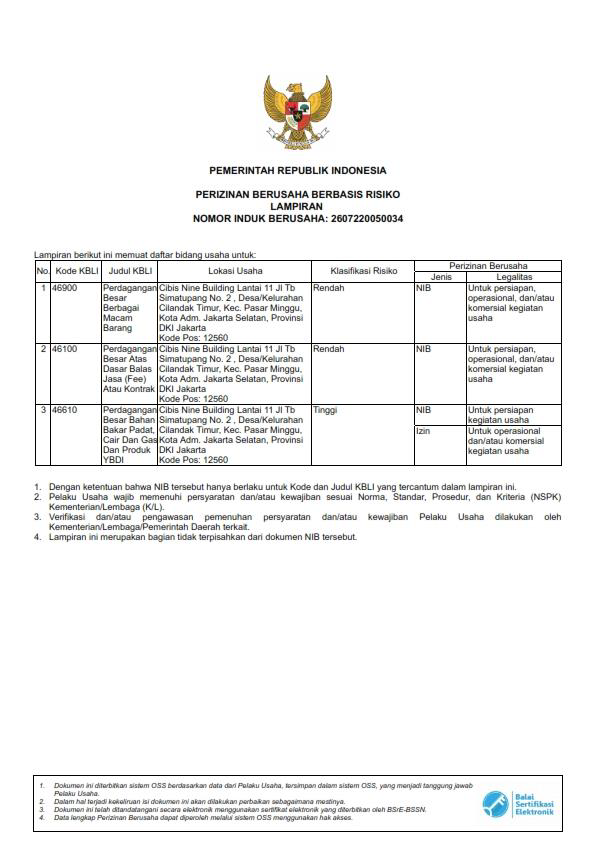 PEMERINTAH REPUBLIK INDONESIA
PERIZINAN BERUSAHA BERBASIS RISIKO
LAMPIRAN
NOMOR INDUK BERUSAHA: 2607220050034
Lampiran berikut ini memuat daftar bidang usaha untuk:
No. Kode KBLI Judul KBLI Lokasi Usaha Klasifikasi Risiko Perizinan Berusaha
Jenis Legalitas
1 46900 Perdagangan Cibis Nine Building Lantai 11 Jl Tb Rendah NIB Untuk persiapan,
Besar Simatupang No. 2 , Desa/Kelurahan operasional, dan/atau
Berbagai Cilandak Timur, Kec. Pasar Minggu, komersial kegiatan
Macam Kota Adm. Jakarta Selatan, Provinsi usaha
Barang DKI Jakarta
Kode Pos: 12560
2 46100 Perdagangan Cibis Nine Building Lantai 11 Jl Tb Rendah NIB Untuk persiapan,
Besar Atas Simatupang No. 2 , Desa/Kelurahan operasional, dan/atau
Dasar Balas Cilandak Timur, Kec. Pasar Minggu, komersial kegiatan
Jasa (Fee) Kota Adm. Jakarta Selatan, Provinsi usaha
Atau Kontrak DKI Jakarta
Kode Pos: 12560
3 46610 Perdagangan Cibis Nine Building Lantai 11 Jl Tb Tinggi NIB Untuk persiapan
Besar Bahan Simatupang No. 2 , Desa/Kelurahan kegiatan usaha
Bakar Padat, Cilandak Timur, Kec. Pasar Minggu, Izin Untuk operasional
Cair Dan Gas Kota Adm. Jakarta Selatan, Provinsi dan/atau komersial
Dan Produk DKI Jakarta kegiatan usaha
YBDI Kode Pos: 12560
1. Dengan ketentuan bahwa NIB tersebut hanya berlaku untuk Kode dan Judul KBLI yang tercantum dalam lampiran ini.
2. Pelaku Usaha wajib memenuhi persyaratan dan/atau kewajiban sesuai Norma, Standar, Prosedur, dan Kriteria (NSPK)
Kementerian/Lembaga (K/L).
3. Verifikasi dan/atau pengawasan pemenuhan persyaratan dan/atau kewajiban Pelaku Usaha dilakukan oleh
Kementerian/Lembaga/Pemerintah Daerah terkait.
4. Lampiran ini merupakan bagian tidak terpisahkan dari dokumen NIB tersebut.
1. Dokumen ini diterbitkan sistem OSS berdasarkan data dari Pelaku Usaha, tersimpan dalam sistem OSS, yang menjadi tanggung jawab
Pelaku Usaha.
2. Dalam hal terjadi kekeliruan isi dokumen ini akan dilakukan perbaikan sebagaimana mestinya.
3. Dokumen ini telah ditandatangani secara elektronik menggunakan sertifikat elektronik yang diterbitkan oleh BSrE-BSSN.
4. Data lengkap Perizinan Berusaha dapat diperoleh melalui sistem OSS menggunakan hak akses.
Balai
Sertifikasi
Elektronik